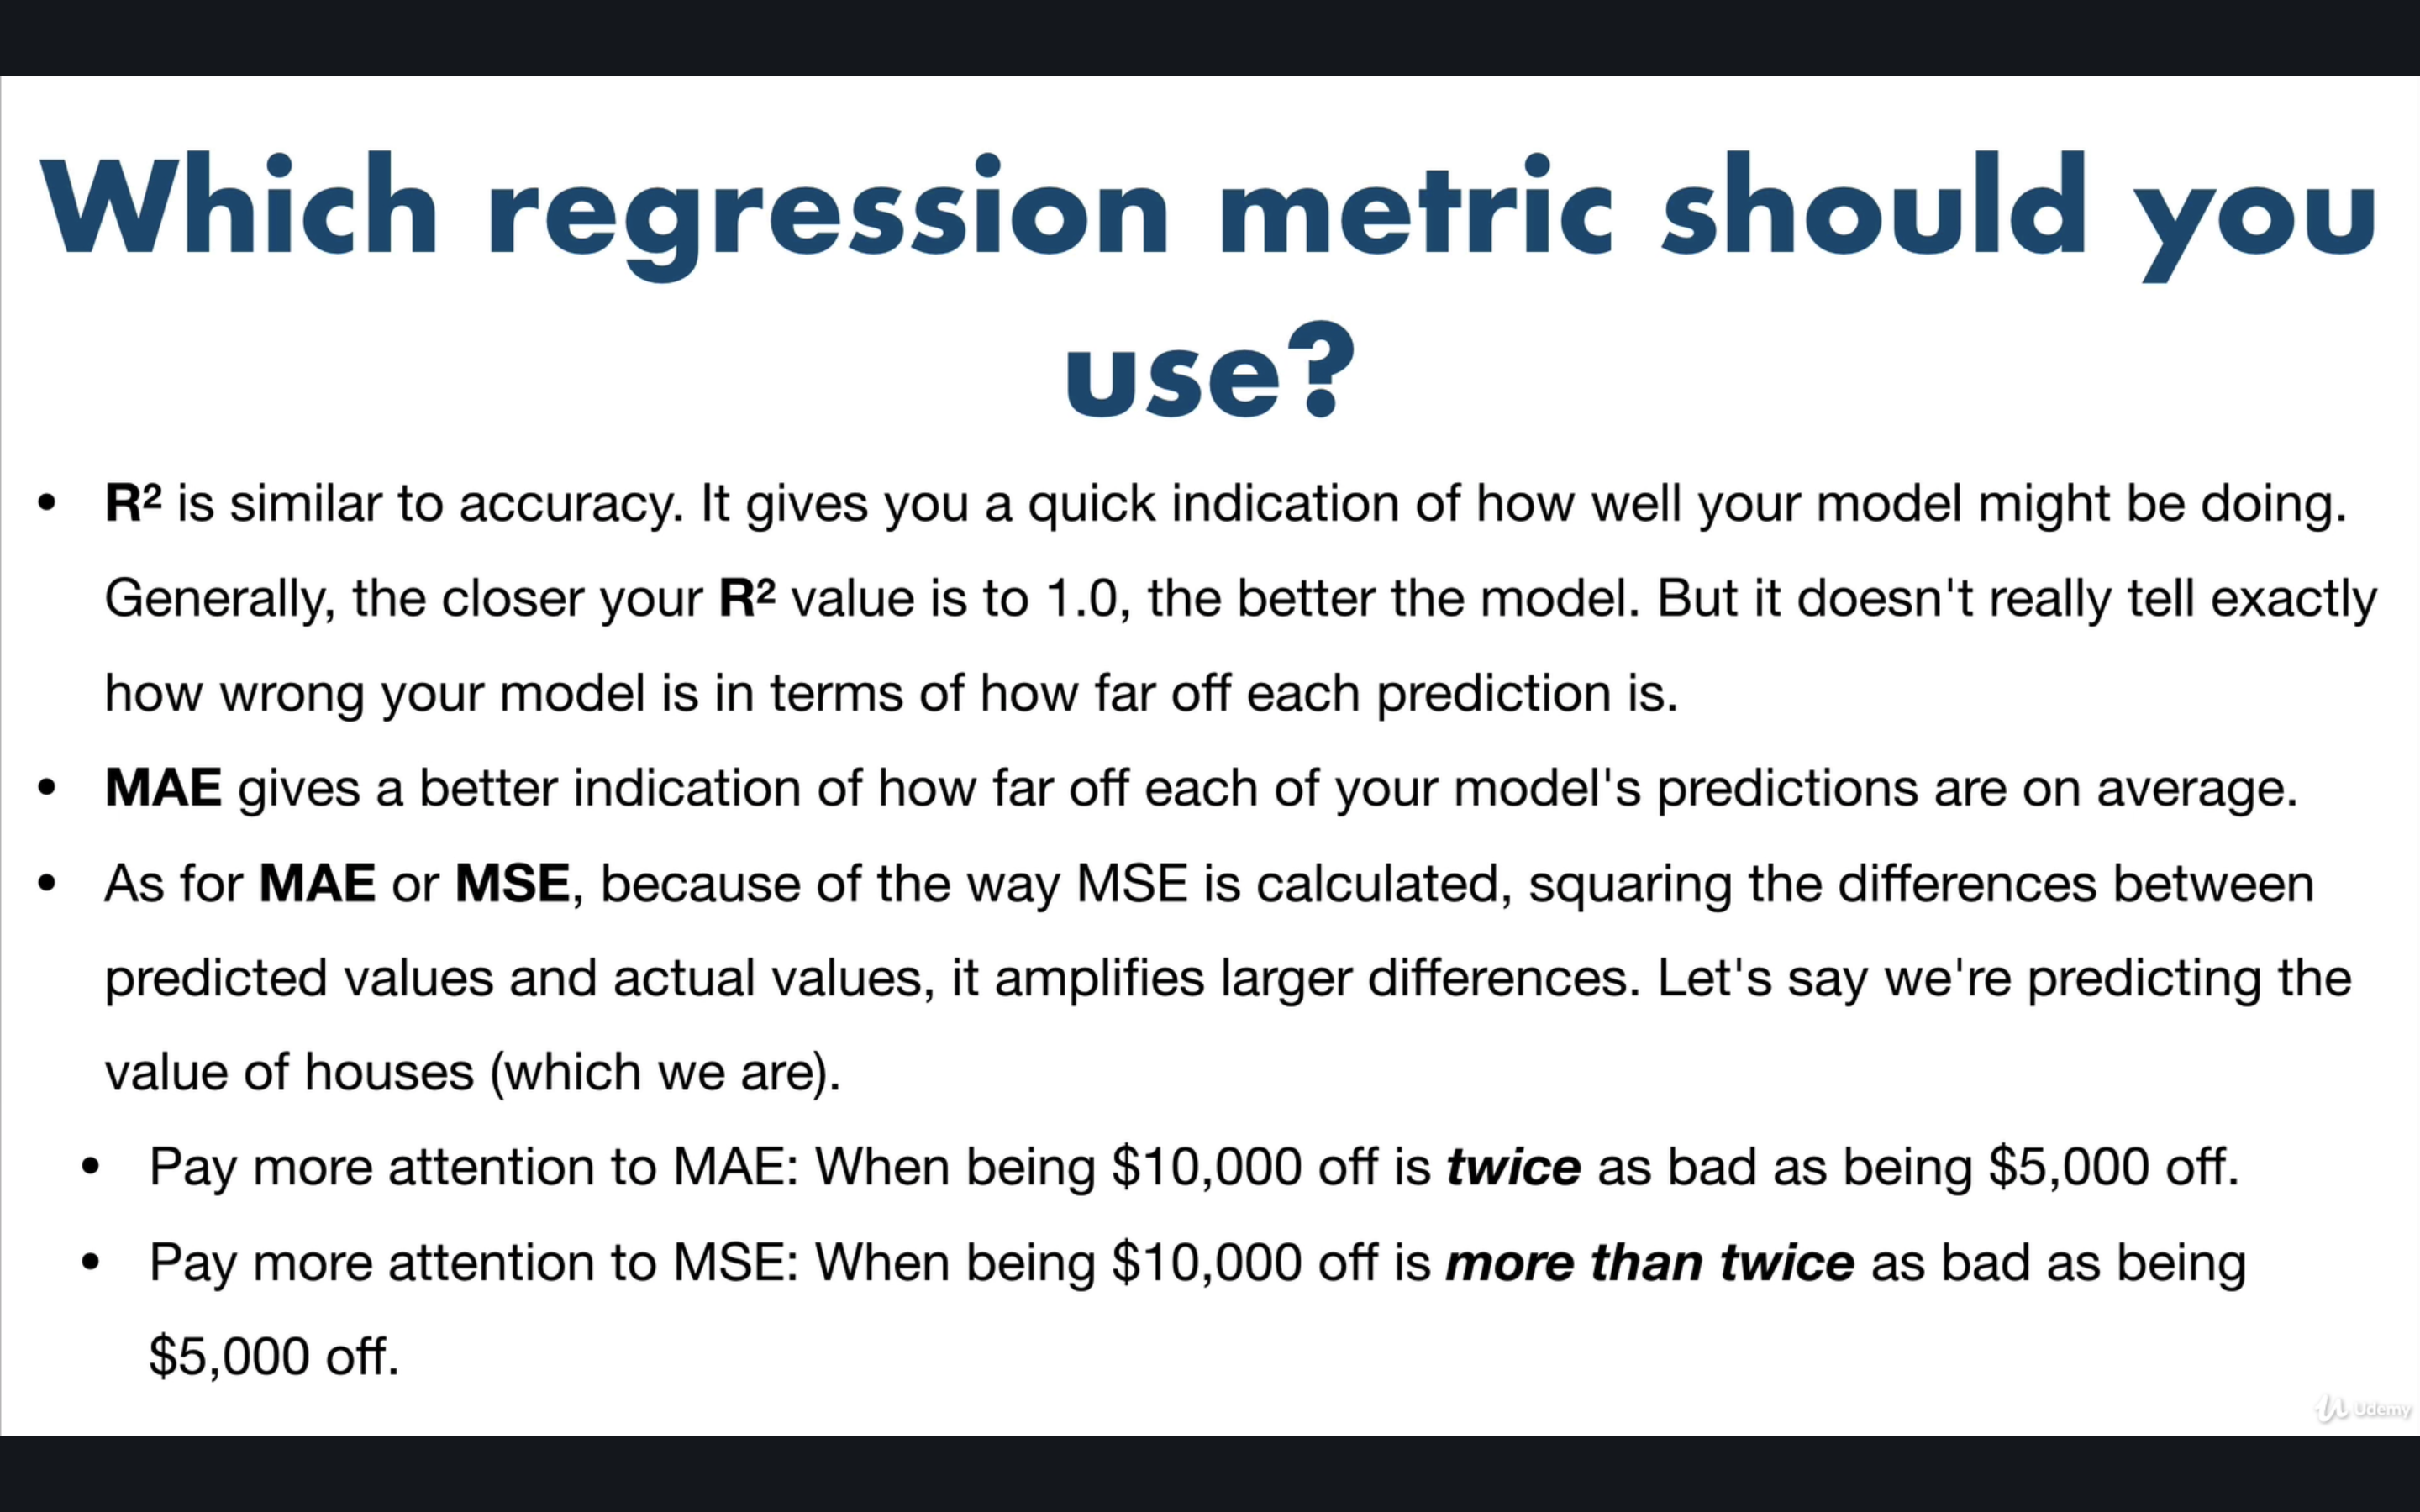 Which regression metric should you
use?
• R² is similar to accuracy. It gives you a quick indication of how well your model might be doing.
Generally, the closer your R² value is to 1.0, the better the model. But it doesn't really tell exactly
how wrong your model is in terms of how far off each prediction is.
• MAE gives a better indication of how far off each of your model's predictions are on average.
• As for MAE or MSE, because of the way MSE is calculated, squaring the differences between
predicted values and actual values, it amplifies larger differences. Let's say we're predicting the
value of houses (which we are).
• Pay more attention to MAE: When being $10,000 off is twice as bad as being $5,000 off.
• Pay more attention to MSE: When being $10,000 off is more than twice as bad as being
$5,000 off.
Udemy